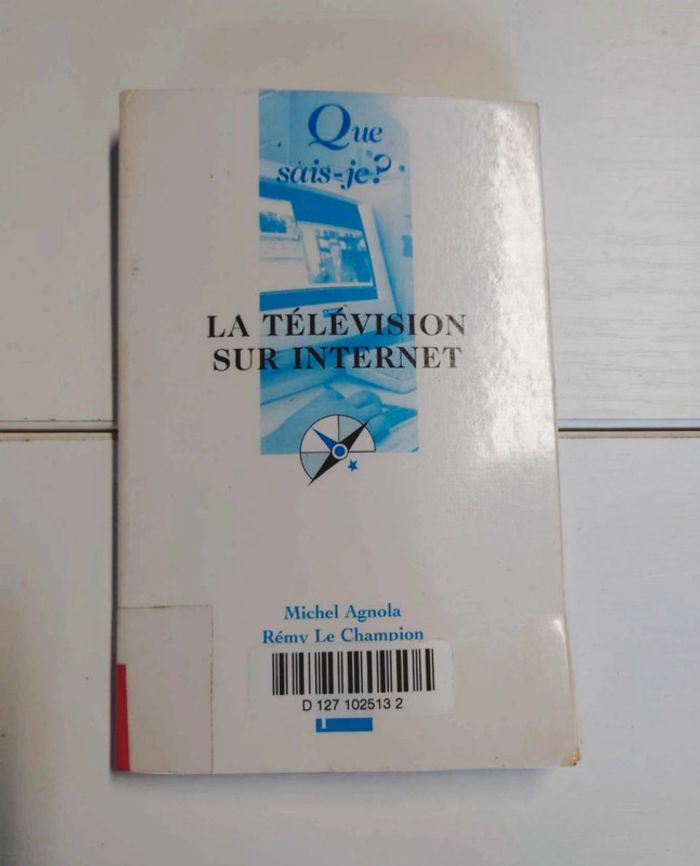 Que
sais-je?
LA TÉLÉVISION
SUR INTERNET
Michel Agnola
Rémy Le Champion
D 127 102513 2